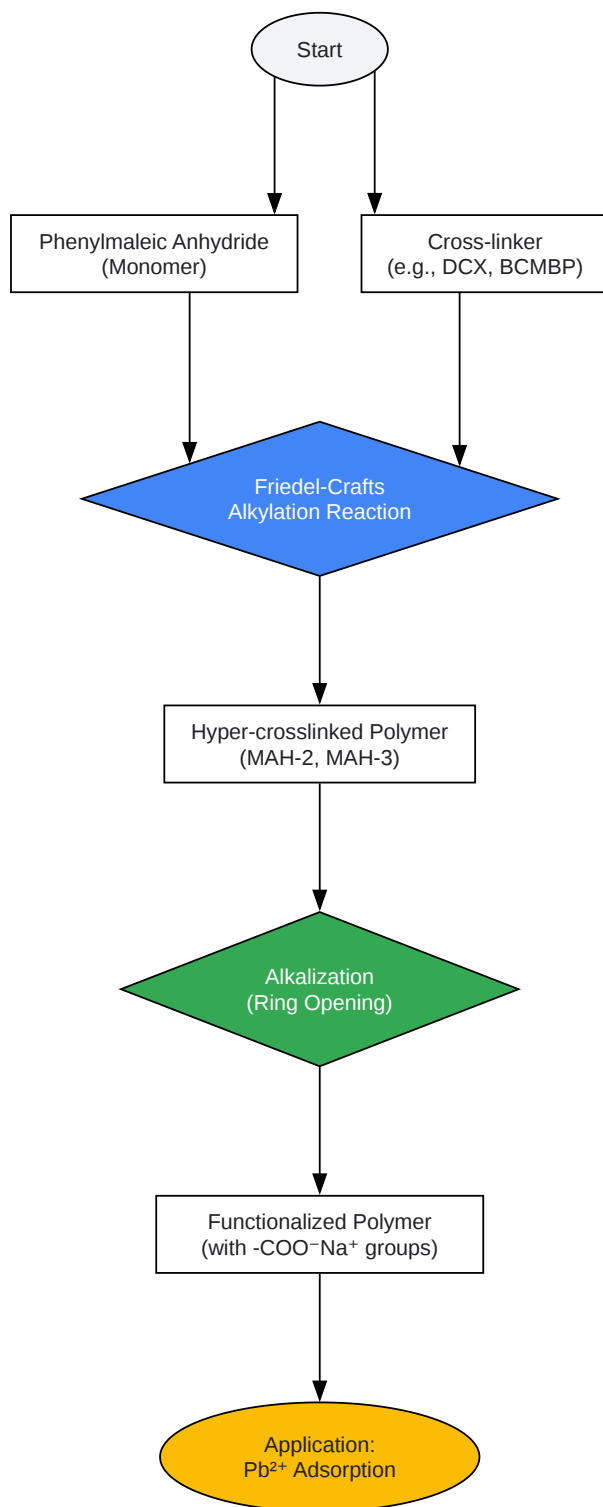 Start
Phenylmaleic Anhydride
(Monomer)
Cross-linker
(e.g., DCX, BCMBP)
Friedel-Crafts
Alkylation Reaction
Hyper-crosslinked Polymer
(MAH-2, MAH-3)
Alkalization
(Ring Opening)
Functionalized Polymer
(with -COO⁻Na⁺ groups)
Application:
Pb²⁺ Adsorption